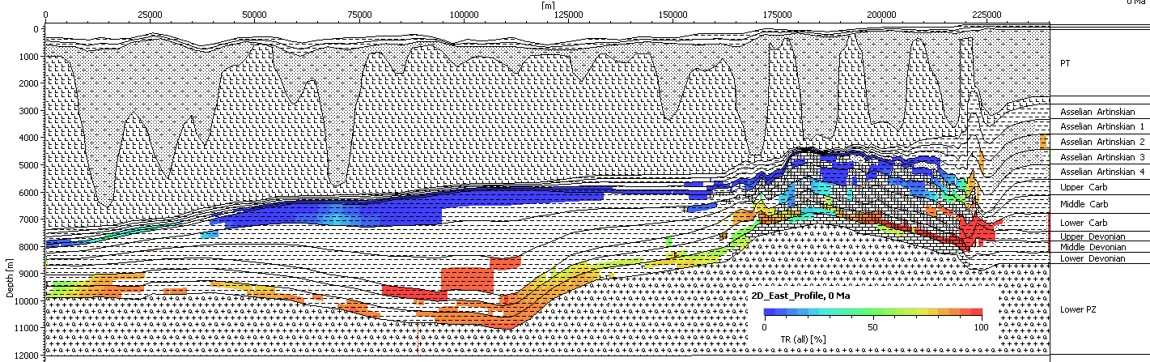 [m]
0 Ma
0 25000 50000 75000 100000 125000 150000 175000 200000 225000
0
1000
2000
3000
4000
5000
6000
7000
8000
9000
10000
11000
12000
Depth [m]
PT
Asselian Artinskian
Asselian Artinskian 1
Asselian Artinskian 2
Asselian Artinskian 3
Asselian Artinskian 4
Upper Carb
Middle Carb
Lower Carb
Upper Devonian
Middle Devonian
Lower Devonian
Lower PZ
2D_East_Profile, 0 Ma
0 50 100
TR (all) [%]